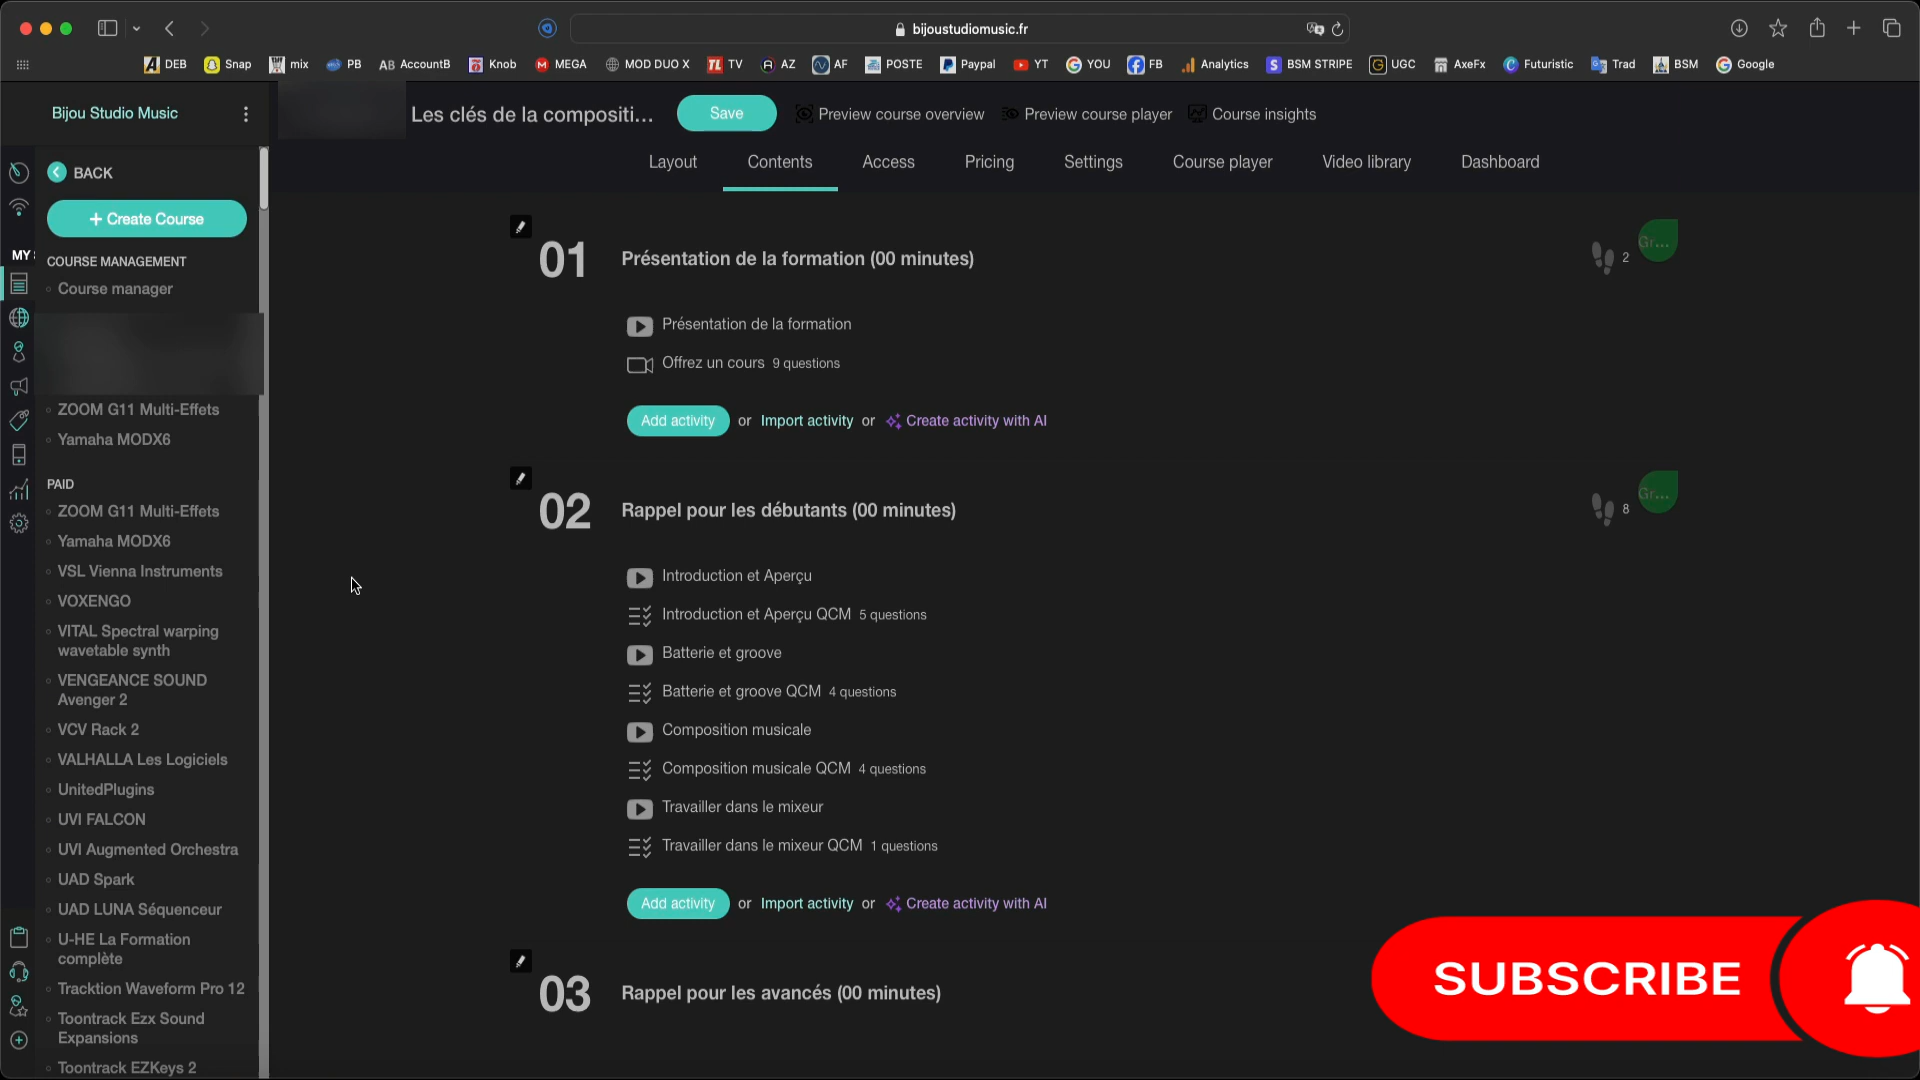 bijoustudiomusic.fr
DEB Snap mix PB AB AccountB Knob MEGA MOD DUO X TL TV AZ AF POSTE Paypal YT YOU FB Analytics BSM STRIPE UGC AxeFx Futuristic Trad BSM Google
Bijou Studio Music
Les clés de la compositi...
Save
Preview course overview
Preview course player
Course insights
Layout Contents Access Pricing Settings Course player Video library Dashboard
BACK
+ Create Course
MY
COURSE MANAGEMENT
Course manager
ZOOM G11 Multi-Effets
Yamaha MODX6
PAID
ZOOM G11 Multi-Effets
Yamaha MODX6
VSL Vienna Instruments
VOXENGO
VITAL Spectral warping
wavetable synth
VENGEANCE SOUND
Avenger 2
VCV Rack 2
VALHALLA Les Logiciels
UnitedPlugins
UVI FALCON
UVI Augmented Orchestra
UAD Spark
UAD LUNA Séquenceur
U-HE La Formation
complète
Tracktion Waveform Pro 12
Toontrack Ezx Sound
Expansions
Toontrack EZKeys 2
01 Présentation de la formation (00 minutes)
2 Gr...
Présentation de la formation
Offrez un cours 9 questions
Add activity or Import activity or Create activity with AI
02 Rappel pour les débutants (00 minutes)
8 Gr...
Introduction et Aperçu
Introduction et Aperçu QCM 5 questions
Batterie et groove
Batterie et groove QCM 4 questions
Composition musicale
Composition musicale QCM 4 questions
Travailler dans le mixeur
Travailler dans le mixeur QCM 1 questions
Add activity or Import activity or Create activity with AI
03 Rappel pour les avancés (00 minutes)
SUBSCRIBE